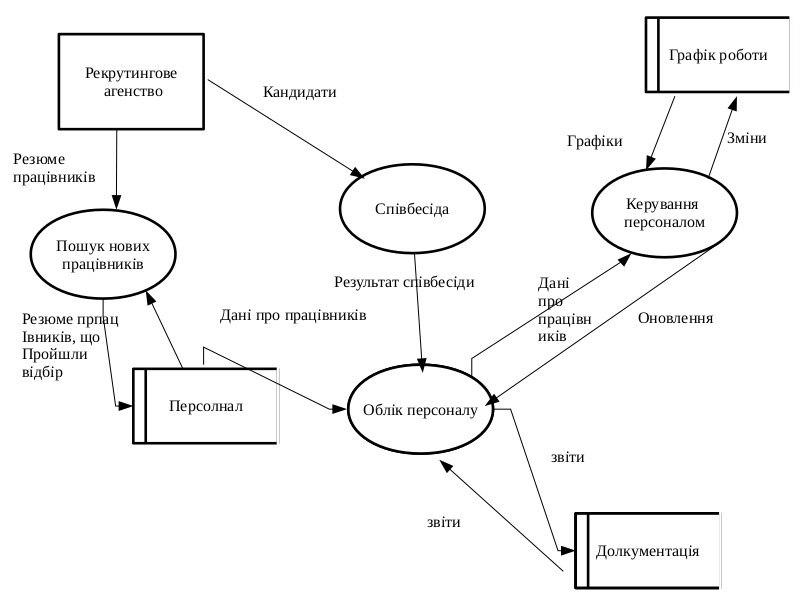 Рекрутингове
агенство
Графік роботи
Кандидати
Графіки
Зміни
Резюме
працівників
Співбесіда
Керування
персоналом
Пошук нових
працівників
Результат співбесіди
Дані
про
працівн
иків
Оновлення
Резюме прпац
Івників, що
Пройшли
відбір
Дані про працівників
Персолнал
Облік персоналу
звіти
звіти
Долкументація